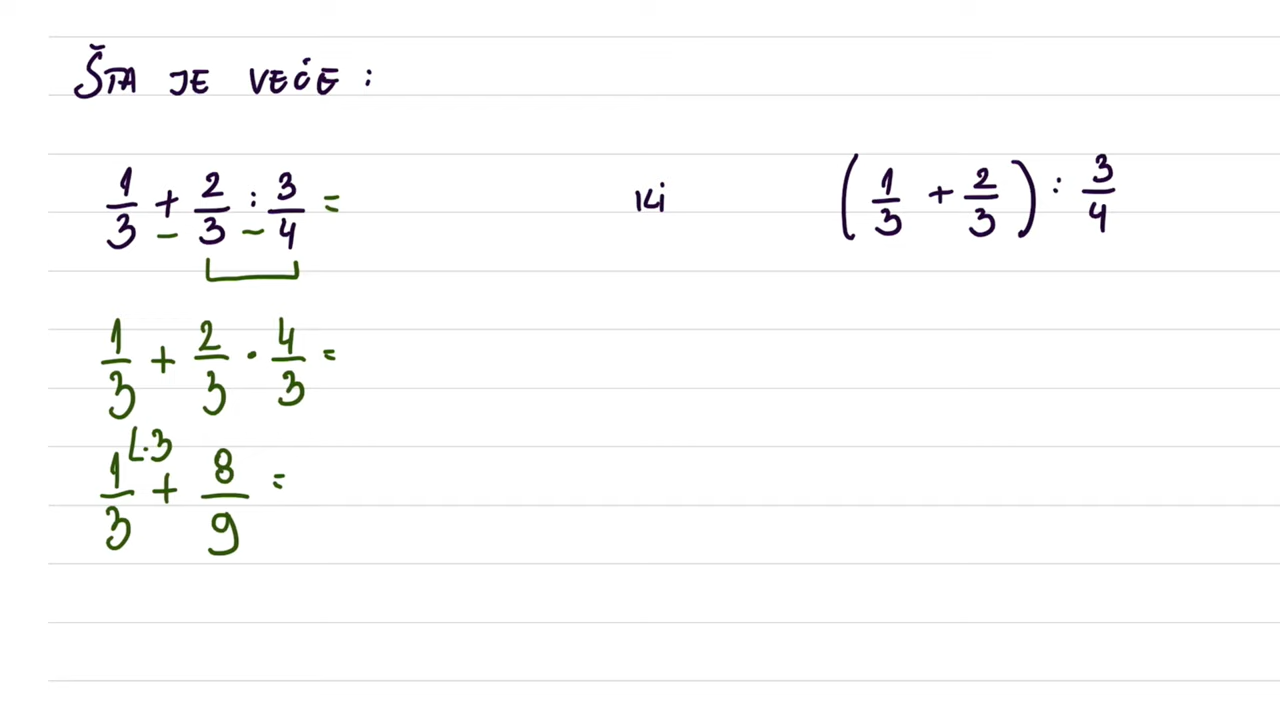 ŠTA JE VEĆE :
1/3 + 2/3 : 3/4 = ili (1/3 + 2/3) : 3/4
1/3 + 2/3 · 4/3 =
1/3 |·3 + 8/9 =